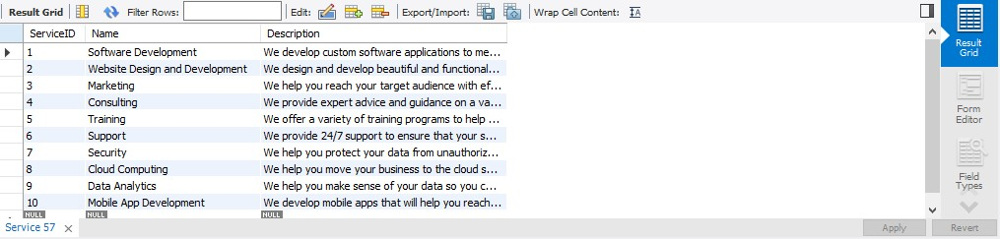 Result Grid Filter Rows: Edit: Export/Import: Wrap Cell Content: IA
ServiceID Name Description
1 Software Development We develop custom software applications to me...
2 Website Design and Development We design and develop beautiful and functional...
3 Marketing We help you reach your target audience with ef...
4 Consulting We provide expert advice and guidance on a va...
5 Training We offer a variety of training programs to help ...
6 Support We provide 24/7 support to ensure that your s...
7 Security We help you protect your data from unauthoriz...
8 Cloud Computing We help you move your business to the cloud s...
9 Data Analytics We help you make sense of your data so you c...
10 Mobile App Development We develop mobile apps that will help you reach...
NULL NULL NULL
Service 57 Apply Revert
Result
Grid
Form
Editor
Field
Types